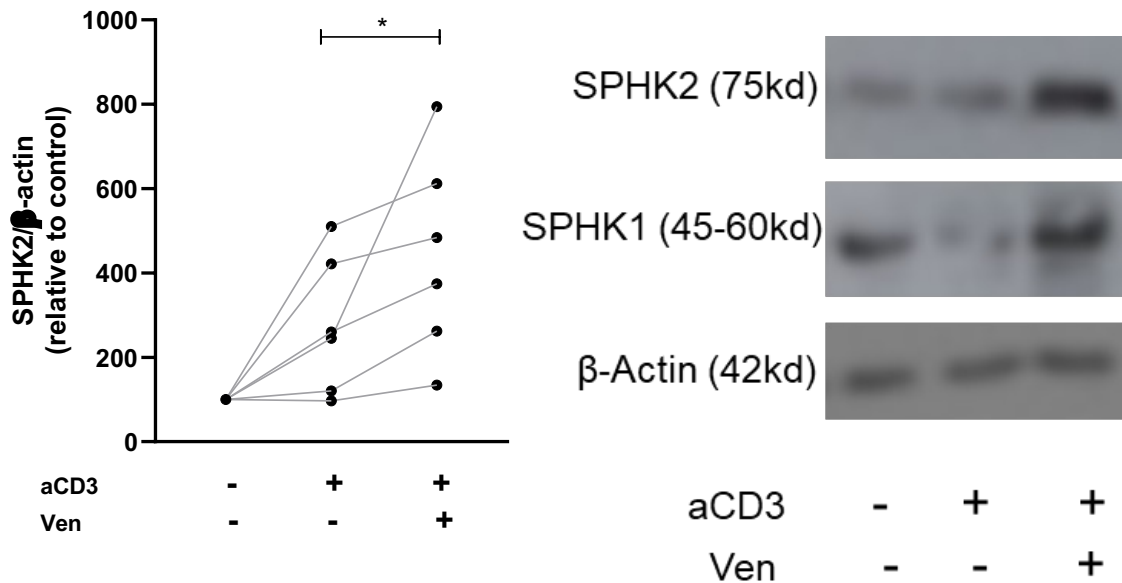 SPHK2/β-actin
(relative to control)
1000
800
600
400
200
0
*
aCD3 - + +
Ven - - +
SPHK2 (75kd)
SPHK1 (45-60kd)
β-Actin (42kd)
aCD3 - + +
Ven - - +